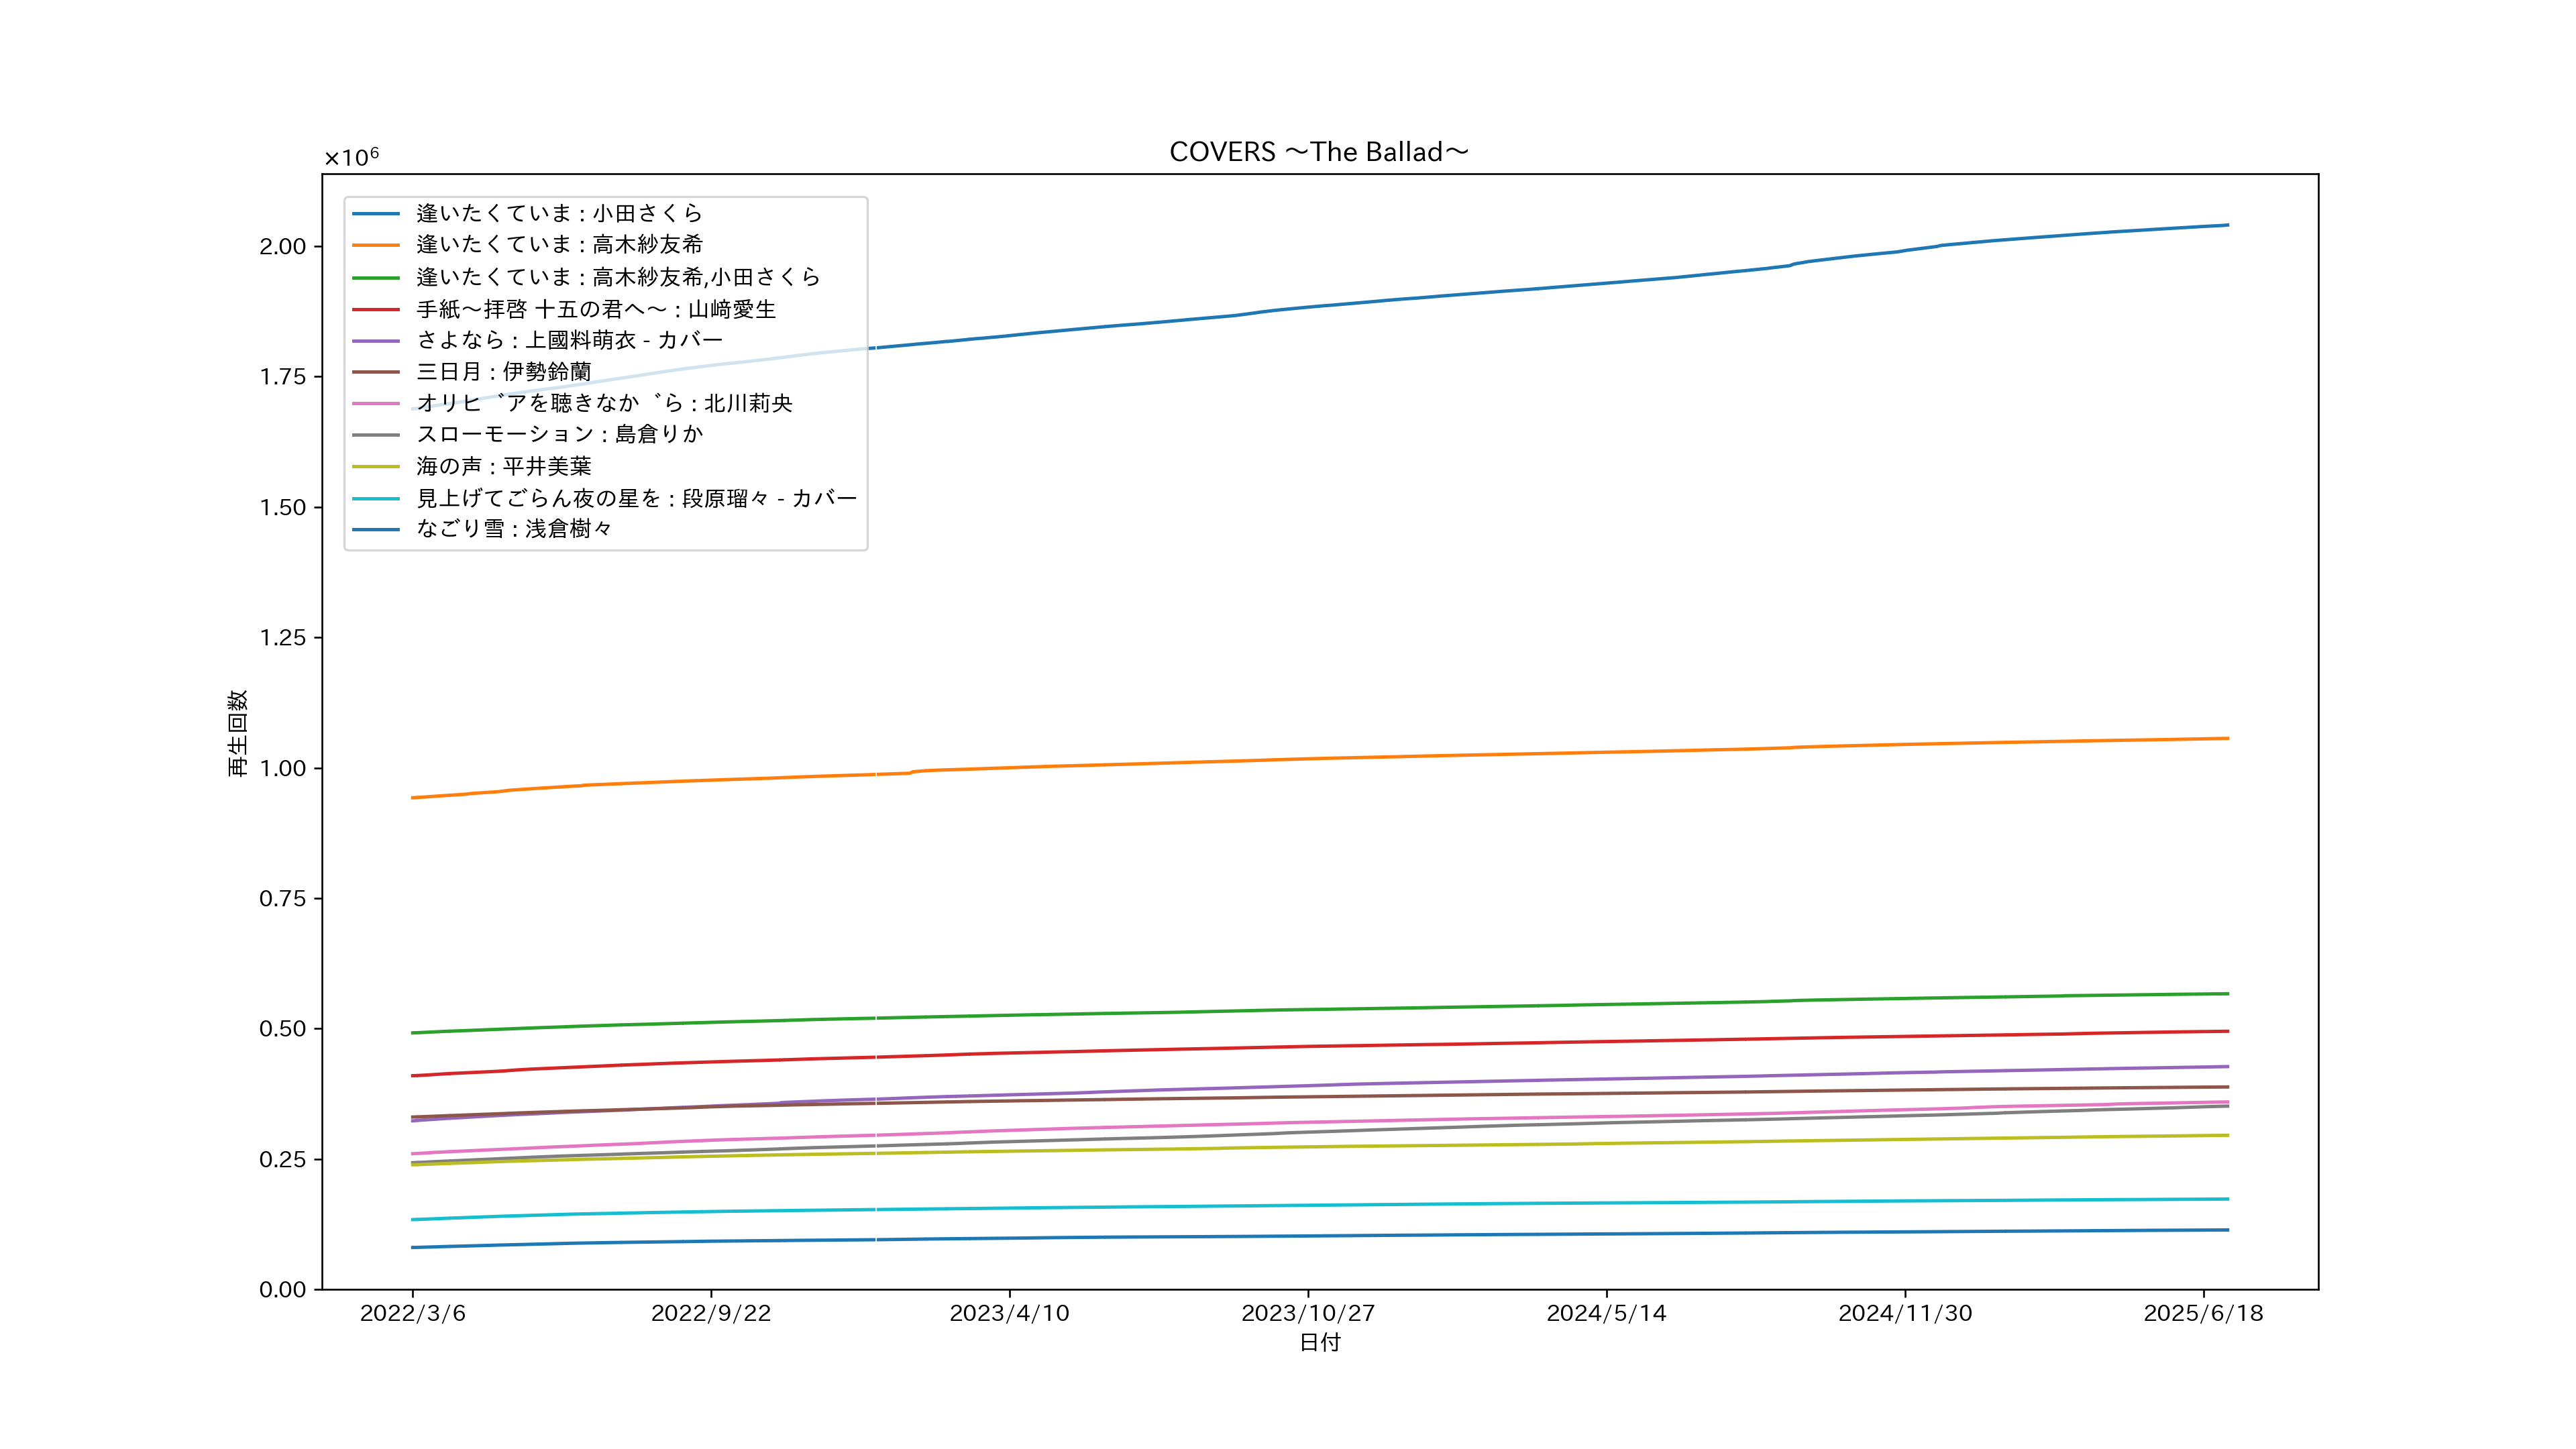 COVERS ～The Ballad～
×10⁶
逢いたくていま : 小田さくら
逢いたくていま : 高木紗友希
逢いたくていま : 高木紗友希,小田さくら
手紙～拝啓 十五の君へ～ : 山﨑愛生
さよなら : 上國料萌衣 - カバー
三日月 : 伊勢鈴蘭
オリビアを聴きながら : 北川莉央
スローモーション : 島倉りか
海の声 : 平井美葉
見上げてごらん夜の星を : 段原瑠々 - カバー
なごり雪 : 浅倉樹々
2.00
1.75
1.50
1.25
1.00
0.75
0.50
0.25
0.00
再生回数
2022/3/6
2022/9/22
2023/4/10
2023/10/27
2024/5/14
2024/11/30
2025/6/18
日付